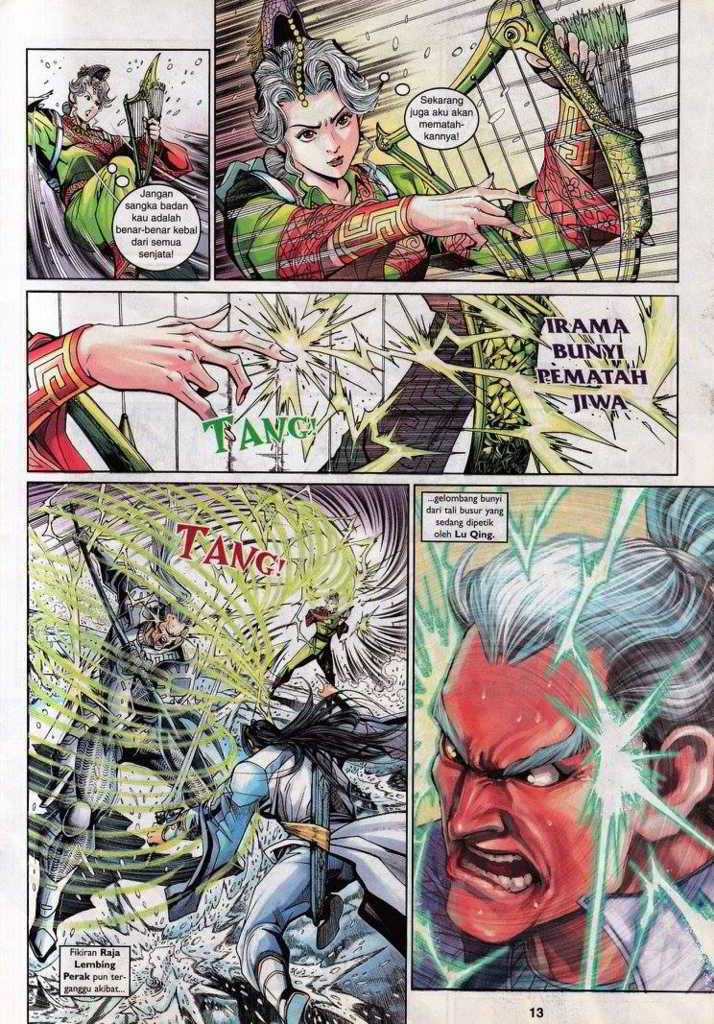 Jangan
sangka badan
kau adalah
benar-benar kebal
dari semua
senjata!
Sekarang
juga aku akan
mematah-
kannya!
TANG!
IRAMA
BUNYI
PEMATAH
JIWA
TANG!
Fikiran Raja
Lembing
Perak pun ter-
ganggu akibat...
...gelombang bunyi
dari tali busur yang
sedang dipetik
oleh Lu Qing.
13